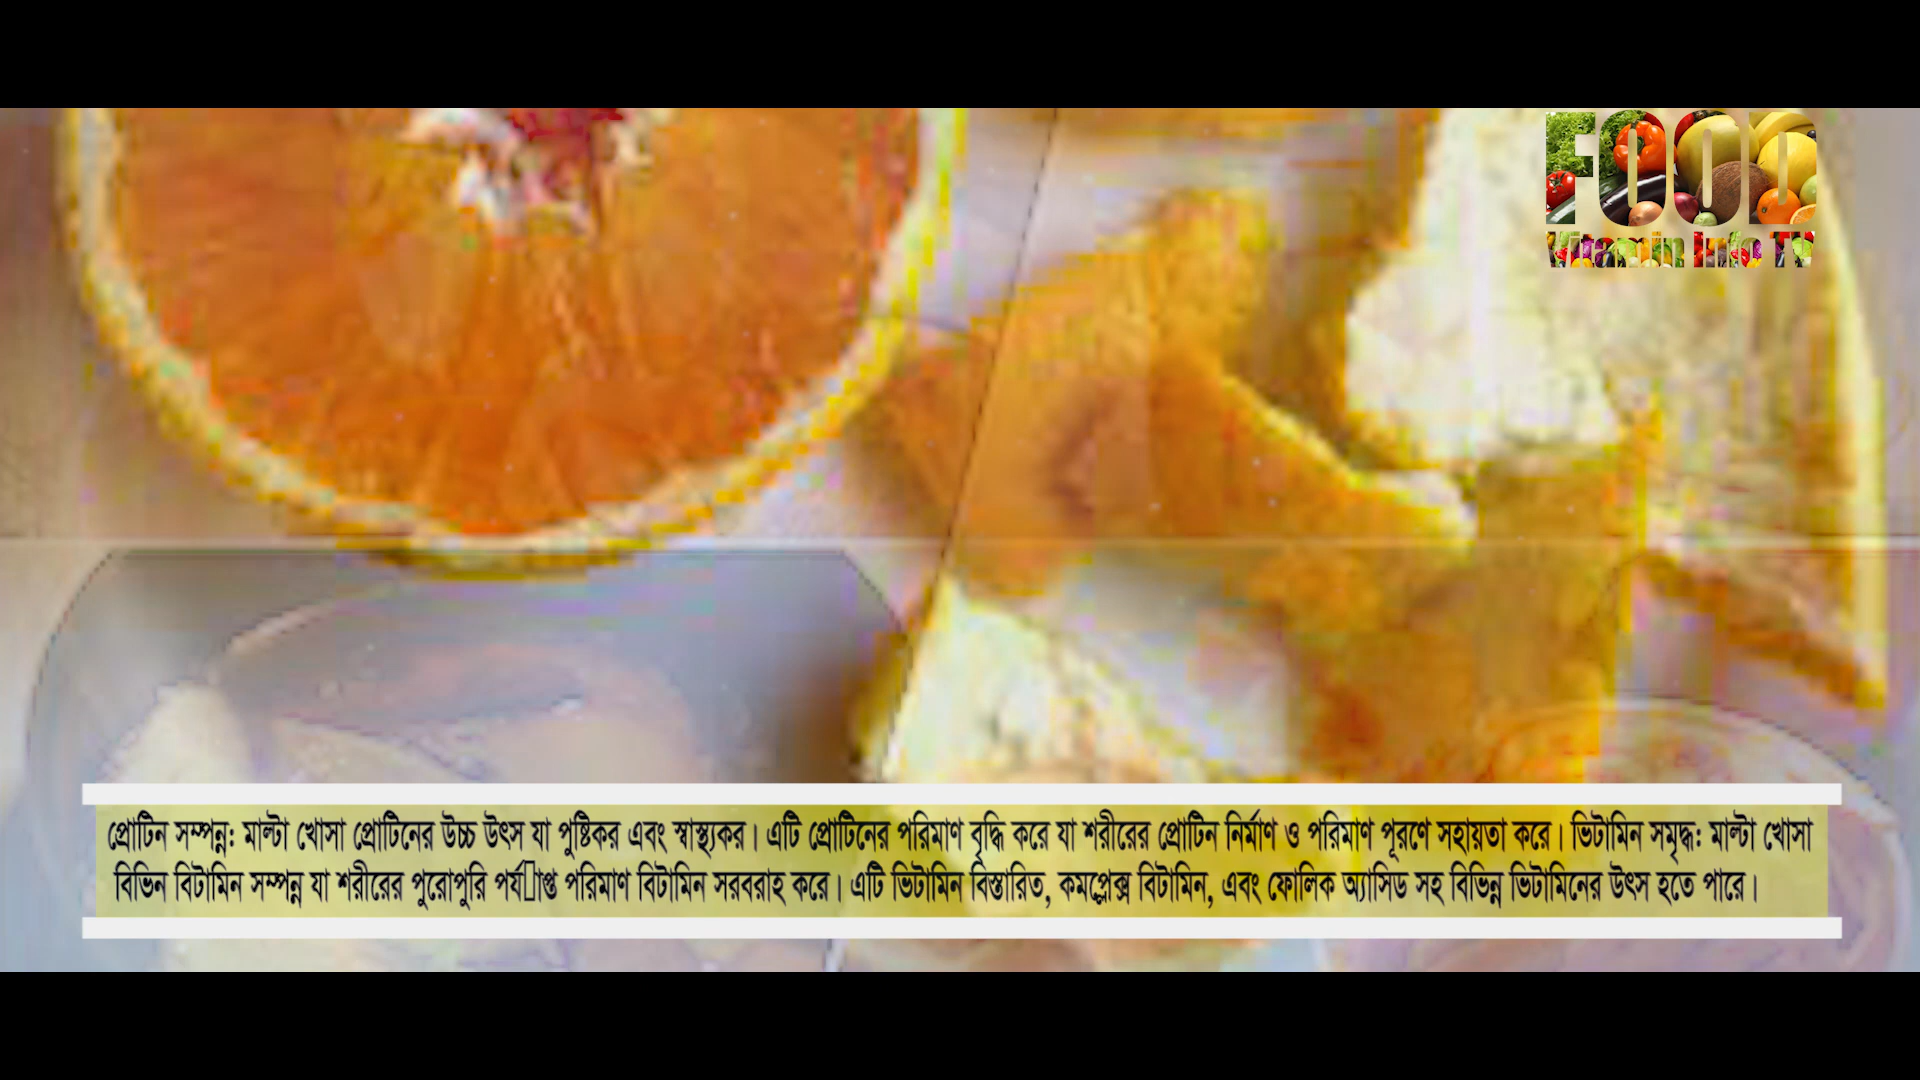 FOOD
Vitamin Info TV
প্রোটিন সম্পন্ন: মাল্টা খোসা প্রোটিনের উচ্চ উৎস যা পুষ্টিকর এবং স্বাস্থ্যকর। এটি প্রোটিনের পরিমাণ বৃদ্ধি করে যা শরীরের প্রোটিন নির্মাণ ও পরিমাণ পূরণে সহায়তা করে। ভিটামিন সমৃদ্ধ: মাল্টা খোসা
বিভিন বিটামিন সম্পন্ন যা শরীরের পুরোপুরি পর্য▯াপ্ত পরিমাণ বিটামিন সরবরাহ করে। এটি ভিটামিন বিস্তারিত, কমপ্লেক্স বিটামিন, এবং ফোলিক অ্যাসিড সহ বিভিন্ন ভিটামিনের উৎস হতে পারে।